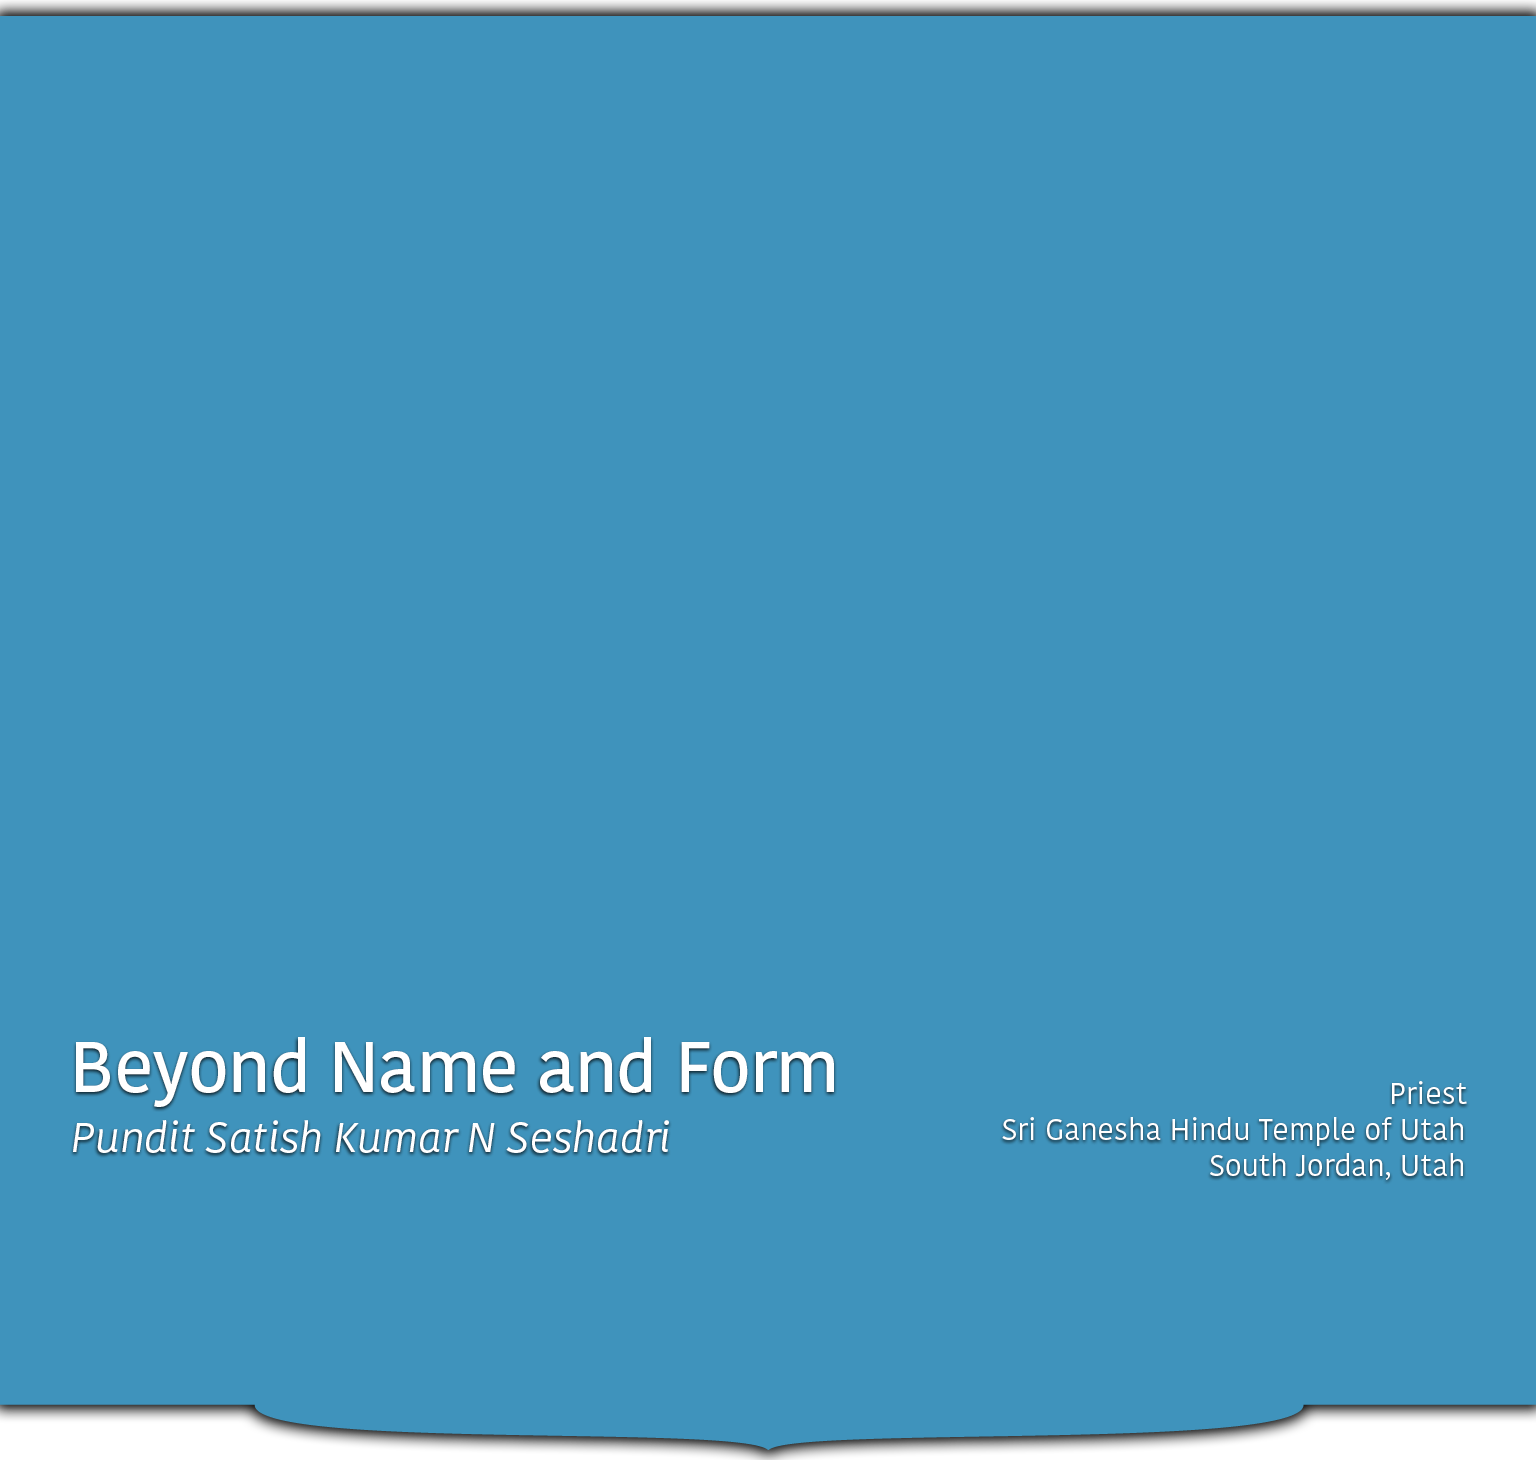 Beyond Name and Form
Pundit Satish Kumar N Seshadri
Priest
Sri Ganesha Hindu Temple of Utah
South Jordan, Utah